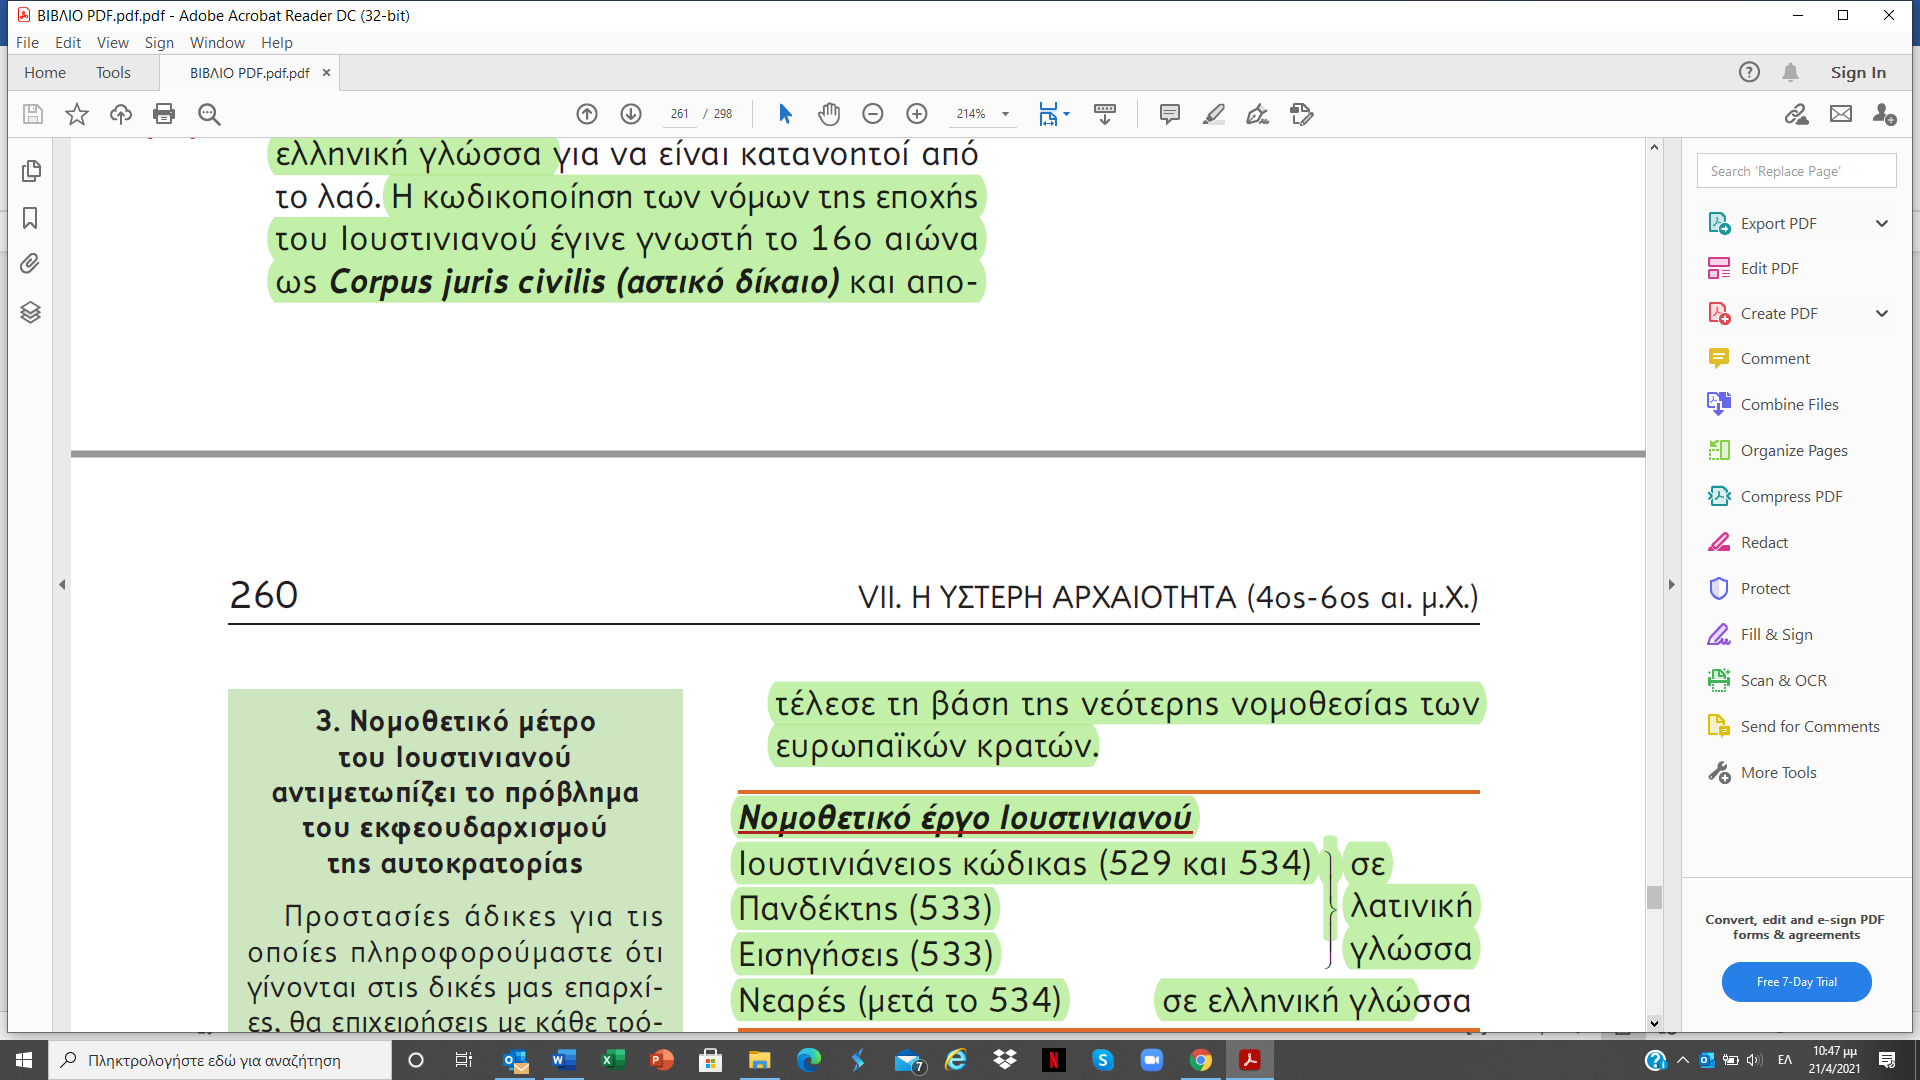 ΒΙΒΛΙΟ PDF.pdf.pdf - Adobe Acrobat Reader DC (32-bit)
File Edit View Sign Window Help
Home Tools ΒΙΒΛΙΟ PDF.pdf.pdf × Sign In
261 / 298 214%
ελληνική γλώσσα για να είναι κατανοητοί από
το λαό. Η κωδικοποίηση των νόμων της εποχής
του Ιουστινιανού έγινε γνωστή το 16ο αιώνα
ως Corpus juris civilis (αστικό δίκαιο) και απο-
260 VII. Η ΥΣΤΕΡΗ ΑΡΧΑΙΟΤΗΤΑ (4ος-6ος αι. μ.Χ.)
3. Νομοθετικό μέτρο
του Ιουστινιανού
αντιμετωπίζει το πρόβλημα
του εκφεουδαρχισμού
της αυτοκρατορίας
Προστασίες άδικες για τις
οποίες πληροφορούμαστε ότι
γίνονται στις δικές μας επαρχί-
ες, θα επιχειρήσεις με κάθε τρό-
τέλεσε τη βάση της νεότερης νομοθεσίας των
ευρωπαϊκών κρατών.
Νομοθετικό έργο Ιουστινιανού
Ιουστινιάνειος κώδικας (529 και 534) σε
Πανδέκτης (533) λατινική
Εισηγήσεις (533) γλώσσα
Νεαρές (μετά το 534) σε ελληνική γλώσσα
Search 'Replace Page'
Export PDF
Edit PDF
Create PDF
Comment
Combine Files
Organize Pages
Compress PDF
Redact
Protect
Fill & Sign
Scan & OCR
Send for Comments
More Tools
Convert, edit and e-sign PDF
forms & agreements
Free 7-Day Trial
Πληκτρολογήστε εδώ για αναζήτηση
7
ΕΛ
10:47 μμ
21/4/2021